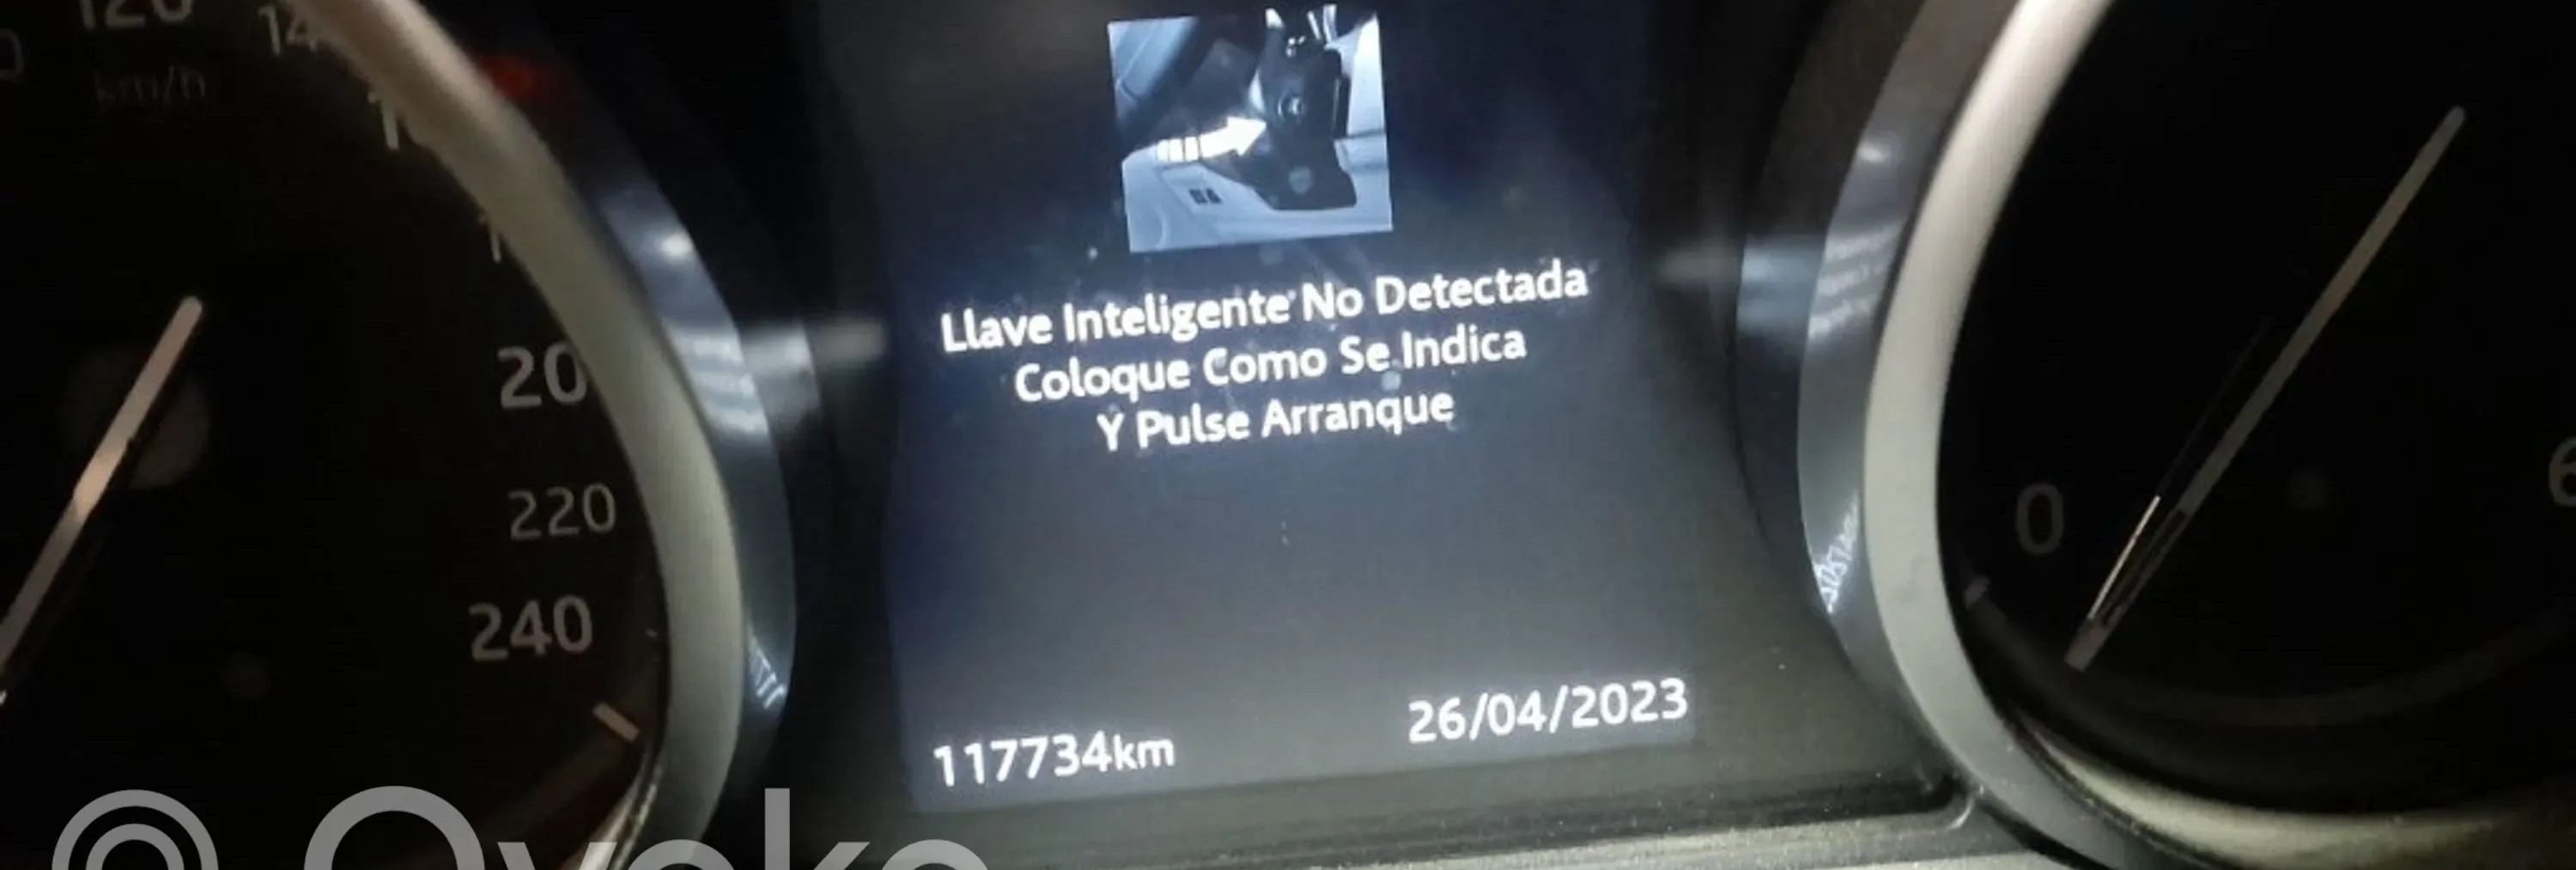 120
km/h
Llave Inteligente No Detectada
Coloque Como Se Indica
Y Pulse Arranque
20
220
240
0
117734km
26/04/2023